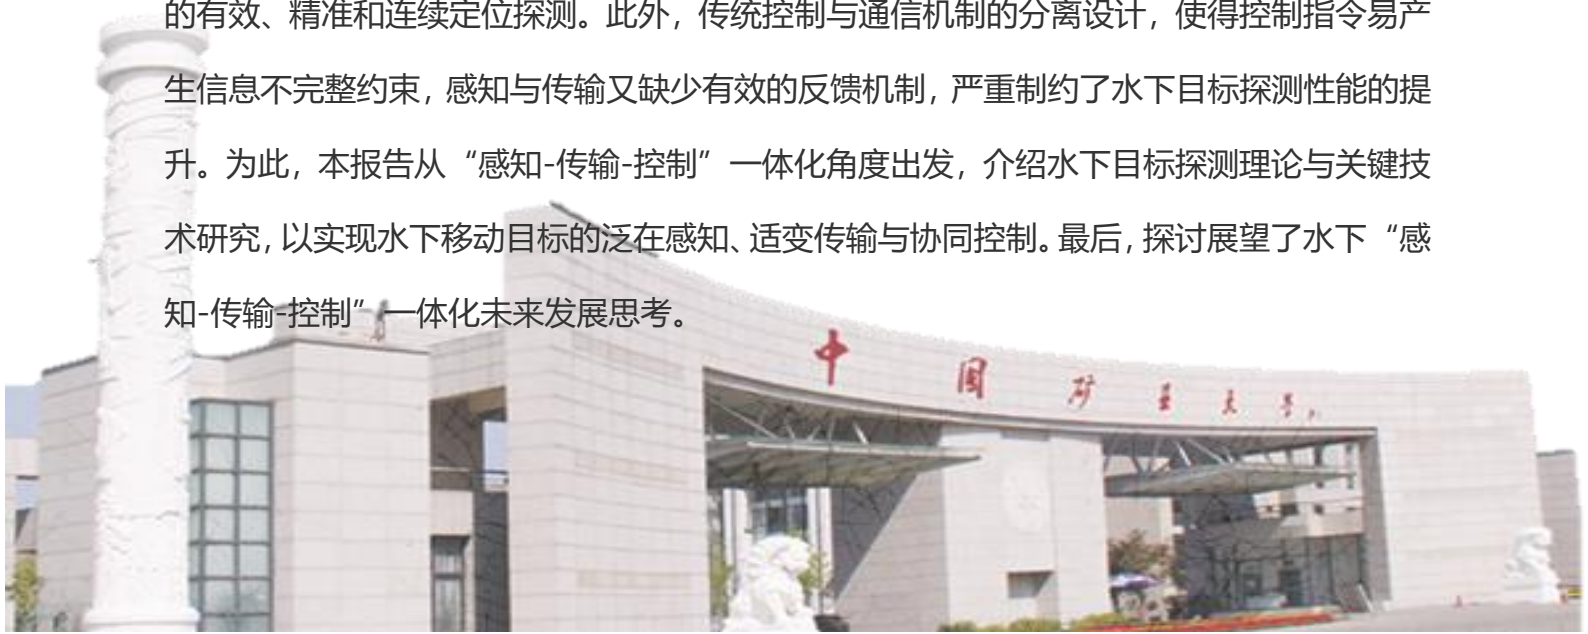 的有效、精准和连续定位探测。此外，传统控制与通信机制的分离设计，使得控制指令易产
生信息不完整约束，感知与传输又缺少有效的反馈机制，严重制约了水下目标探测性能的提
升。为此，本报告从“感知-传输-控制”一体化角度出发，介绍水下目标探测理论与关键技
术研究，以实现水下移动目标的泛在感知、适变传输与协同控制。最后，探讨展望了水下“感
知-传输-控制”一体化未来发展思考。
中国矿业大学